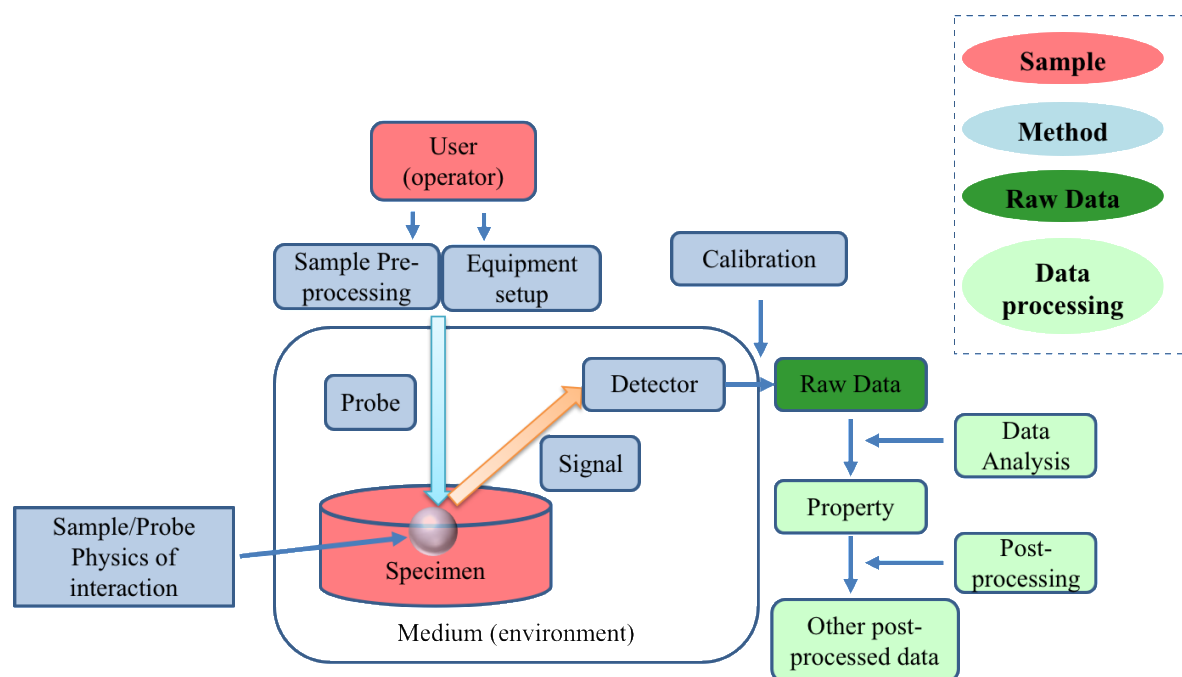 Sample
Method
Raw Data
Data
processing
User
(operator)
Sample Pre-
processing
Equipment
setup
Calibration
Probe
Detector
Signal
Raw Data
Data
Analysis
Property
Sample/Probe
Physics of
interaction
Specimen
Post-
processing
Medium (environment)
Other post-
processed data